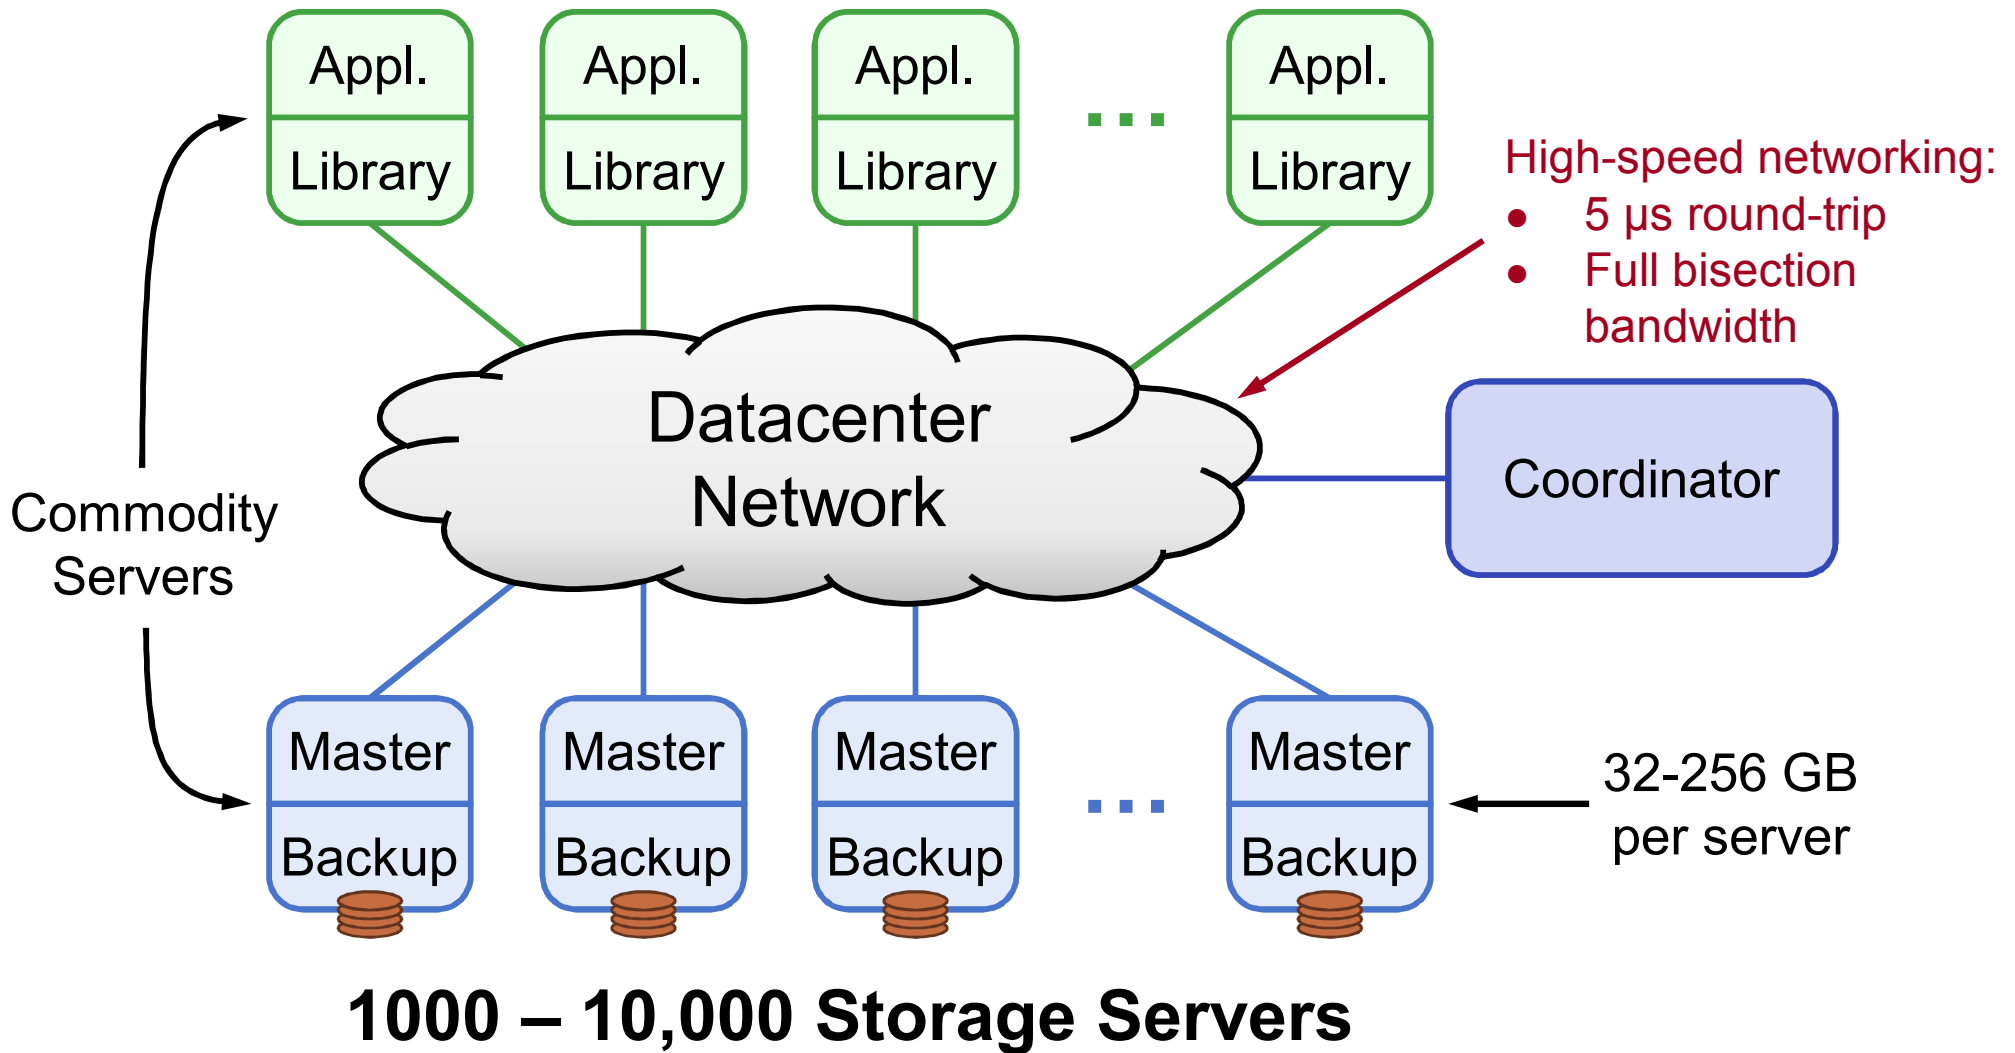 Appl.
Library
Appl.
Library
Appl.
Library
...
Appl.
Library
High-speed networking:
● 5 µs round-trip
● Full bisection
bandwidth
Datacenter
Network
Coordinator
Commodity
Servers
Master
Backup
Master
Backup
Master
Backup
...
Master
Backup
32-256 GB
per server
1000 – 10,000 Storage Servers